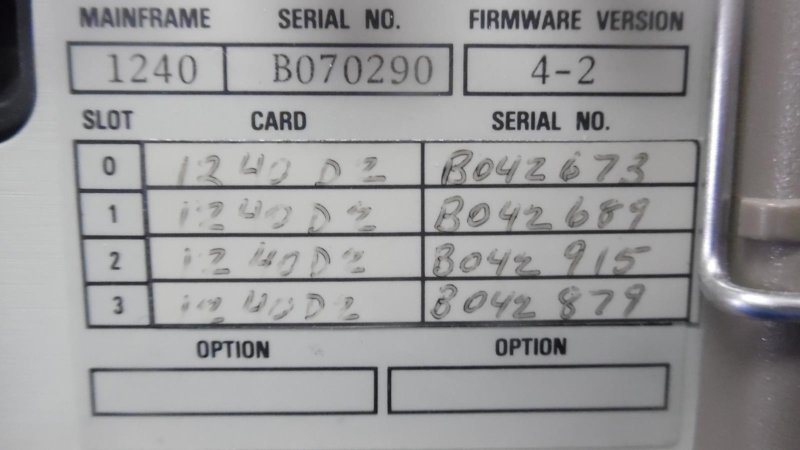 MAINFRAME SERIAL NO. FIRMWARE VERSION
1240 B070290 4-2
SLOT CARD SERIAL NO.
0 1240D2 B042673
1 1240D2 B042689
2 1240D2 B042915
3 1240D2 B042879
OPTION OPTION